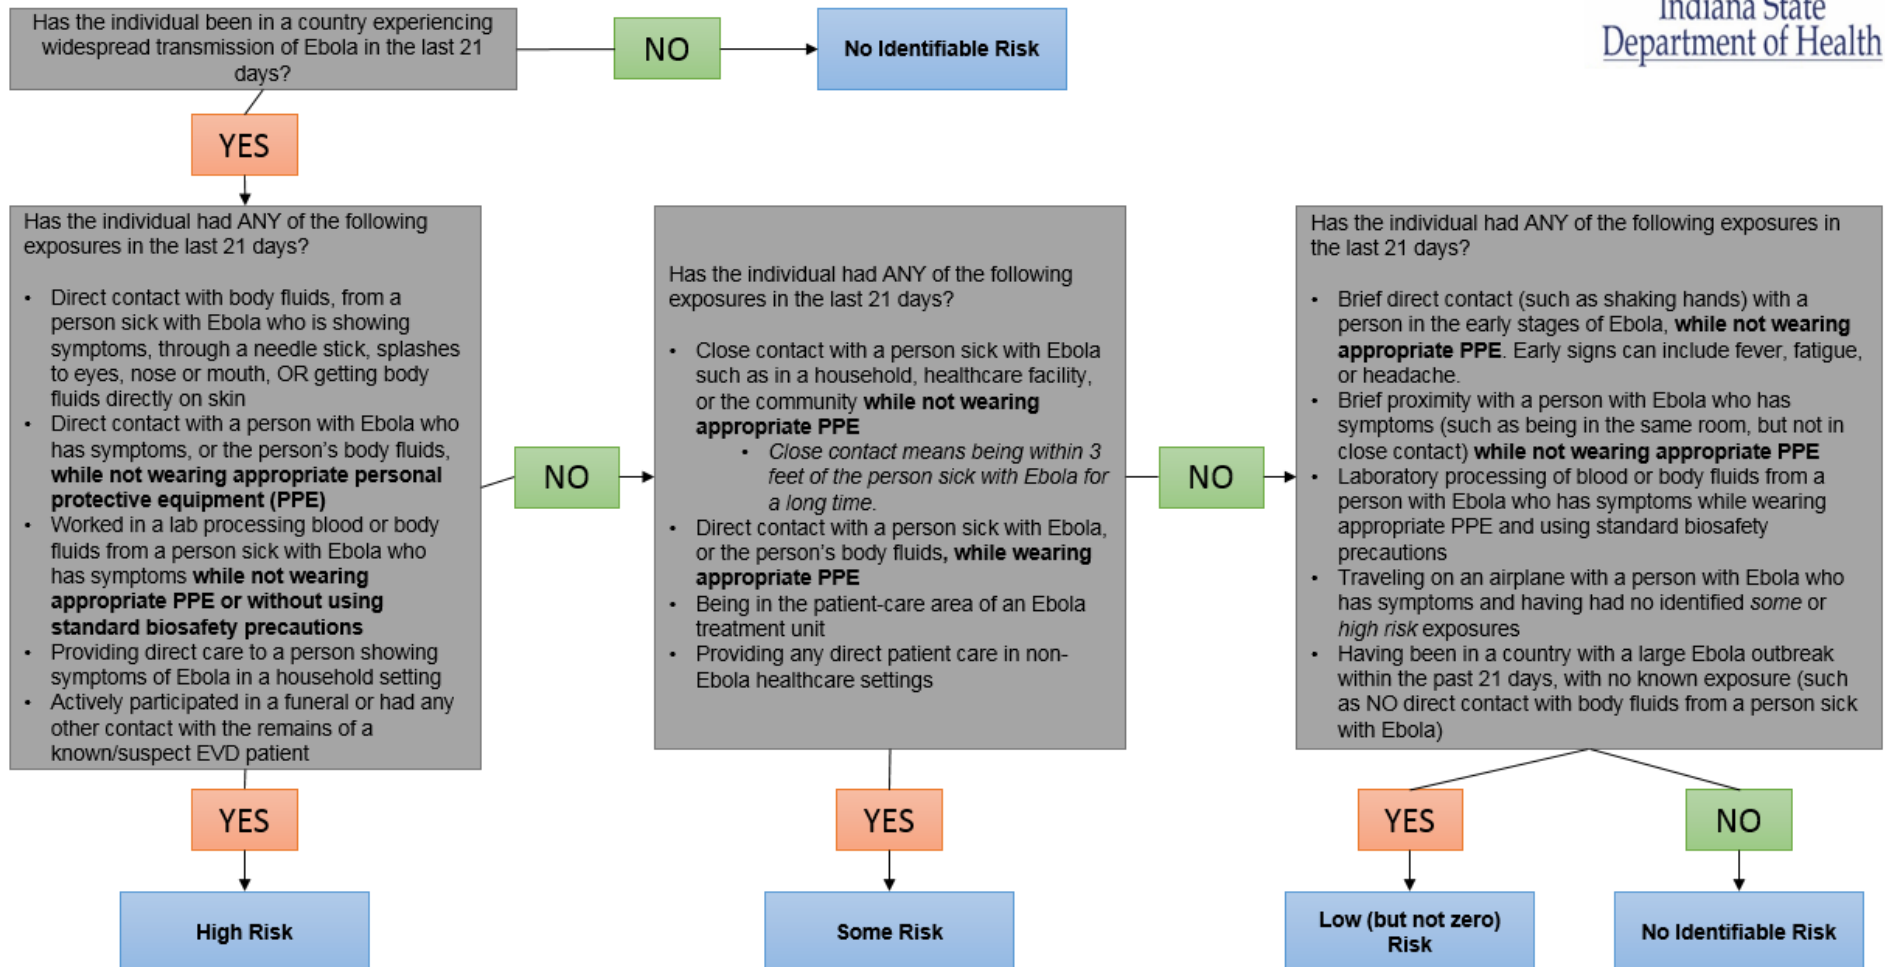 Has the individual been in a country experiencing
widespread transmission of Ebola in the last 21
days?
NO
No Identifiable Risk
Indiana State
Department of Health
YES
Has the individual had ANY of the following
exposures in the last 21 days?
• Direct contact with body fluids, from a
person sick with Ebola who is showing
symptoms, through a needle stick, splashes
to eyes, nose or mouth, OR getting body
fluids directly on skin
• Direct contact with a person with Ebola who
has symptoms, or the person's body fluids,
while not wearing appropriate personal
protective equipment (PPE)
• Worked in a lab processing blood or body
fluids from a person sick with Ebola who
has symptoms while not wearing
appropriate PPE or without using
standard biosafety precautions
• Providing direct care to a person showing
symptoms of Ebola in a household setting
• Actively participated in a funeral or had any
other contact with the remains of a
known/suspect EVD patient
NO
Has the individual had ANY of the following
exposures in the last 21 days?
• Close contact with a person sick with Ebola
such as in a household, healthcare facility,
or the community while not wearing
appropriate PPE
• Close contact means being within 3
feet of the person sick with Ebola for
a long time.
• Direct contact with a person sick with Ebola,
or the person's body fluids, while wearing
appropriate PPE
• Being in the patient-care area of an Ebola
treatment unit
• Providing any direct patient care in non-
Ebola healthcare settings
NO
Has the individual had ANY of the following exposures in
the last 21 days?
• Brief direct contact (such as shaking hands) with a
person in the early stages of Ebola, while not wearing
appropriate PPE. Early signs can include fever, fatigue,
or headache.
• Brief proximity with a person with Ebola who has
symptoms (such as being in the same room, but not in
close contact) while not wearing appropriate PPE
• Laboratory processing of blood or body fluids from a
person with Ebola who has symptoms while wearing
appropriate PPE and using standard biosafety
precautions
• Traveling on an airplane with a person with Ebola who
has symptoms and having had no identified some or
high risk exposures
• Having been in a country with a large Ebola outbreak
within the past 21 days, with no known exposure (such
as NO direct contact with body fluids from a person sick
with Ebola)
YES
YES
YES
NO
High Risk
Some Risk
Low (but not zero)
Risk
No Identifiable Risk